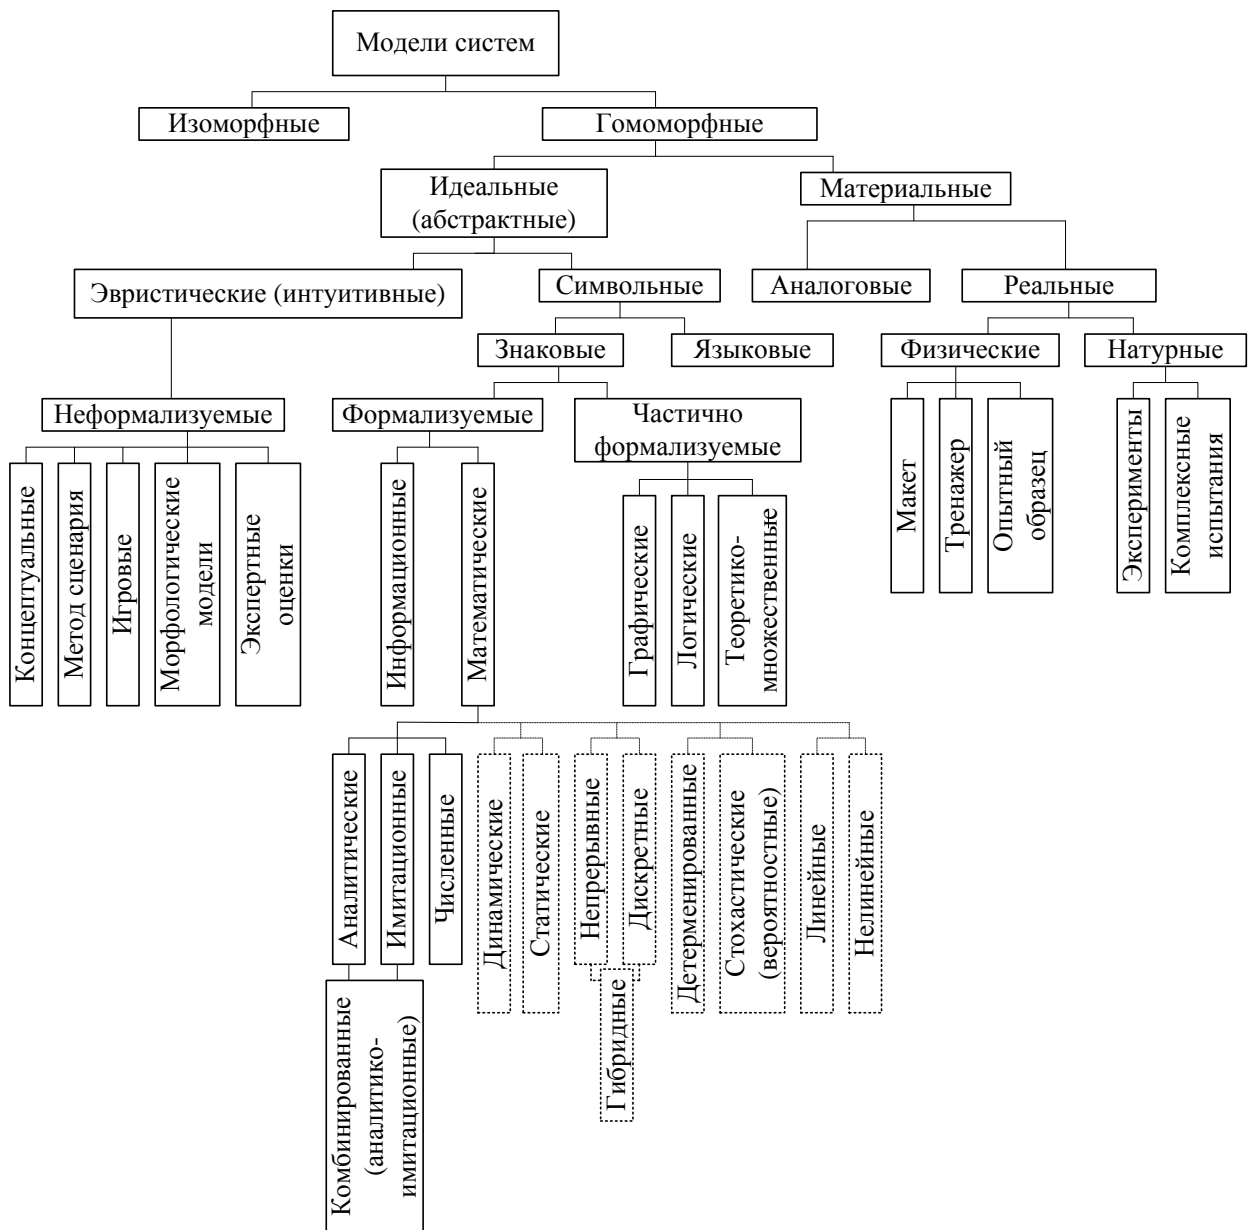 Модели систем
Изоморфные
Гомоморфные
Идеальные
(абстрактные)
Материальные
Эвристические (интуитивные)
Символьные
Аналоговые
Реальные
Знаковые
Языковые
Физические
Натурные
Неформализуемые
Формализуемые
Частично
формализуемые
Концептуальные
Метод сценария
Игровые
Морфологические
модели
Экспертные
оценки
Информационные
Математические
Графические
Логические
Теоретико-
множественные
Макет
Тренажер
Опытный
образец
Эксперименты
Комплексные
испытания
Аналитические
Имитационные
Численные
Динамические
Статические
Непрерывные
Дискретные
Детерменированные
Стохастические
(вероятностные)
Линейные
Нелинейные
Комбинированные
(аналитико-
имитационные)
Гибридные